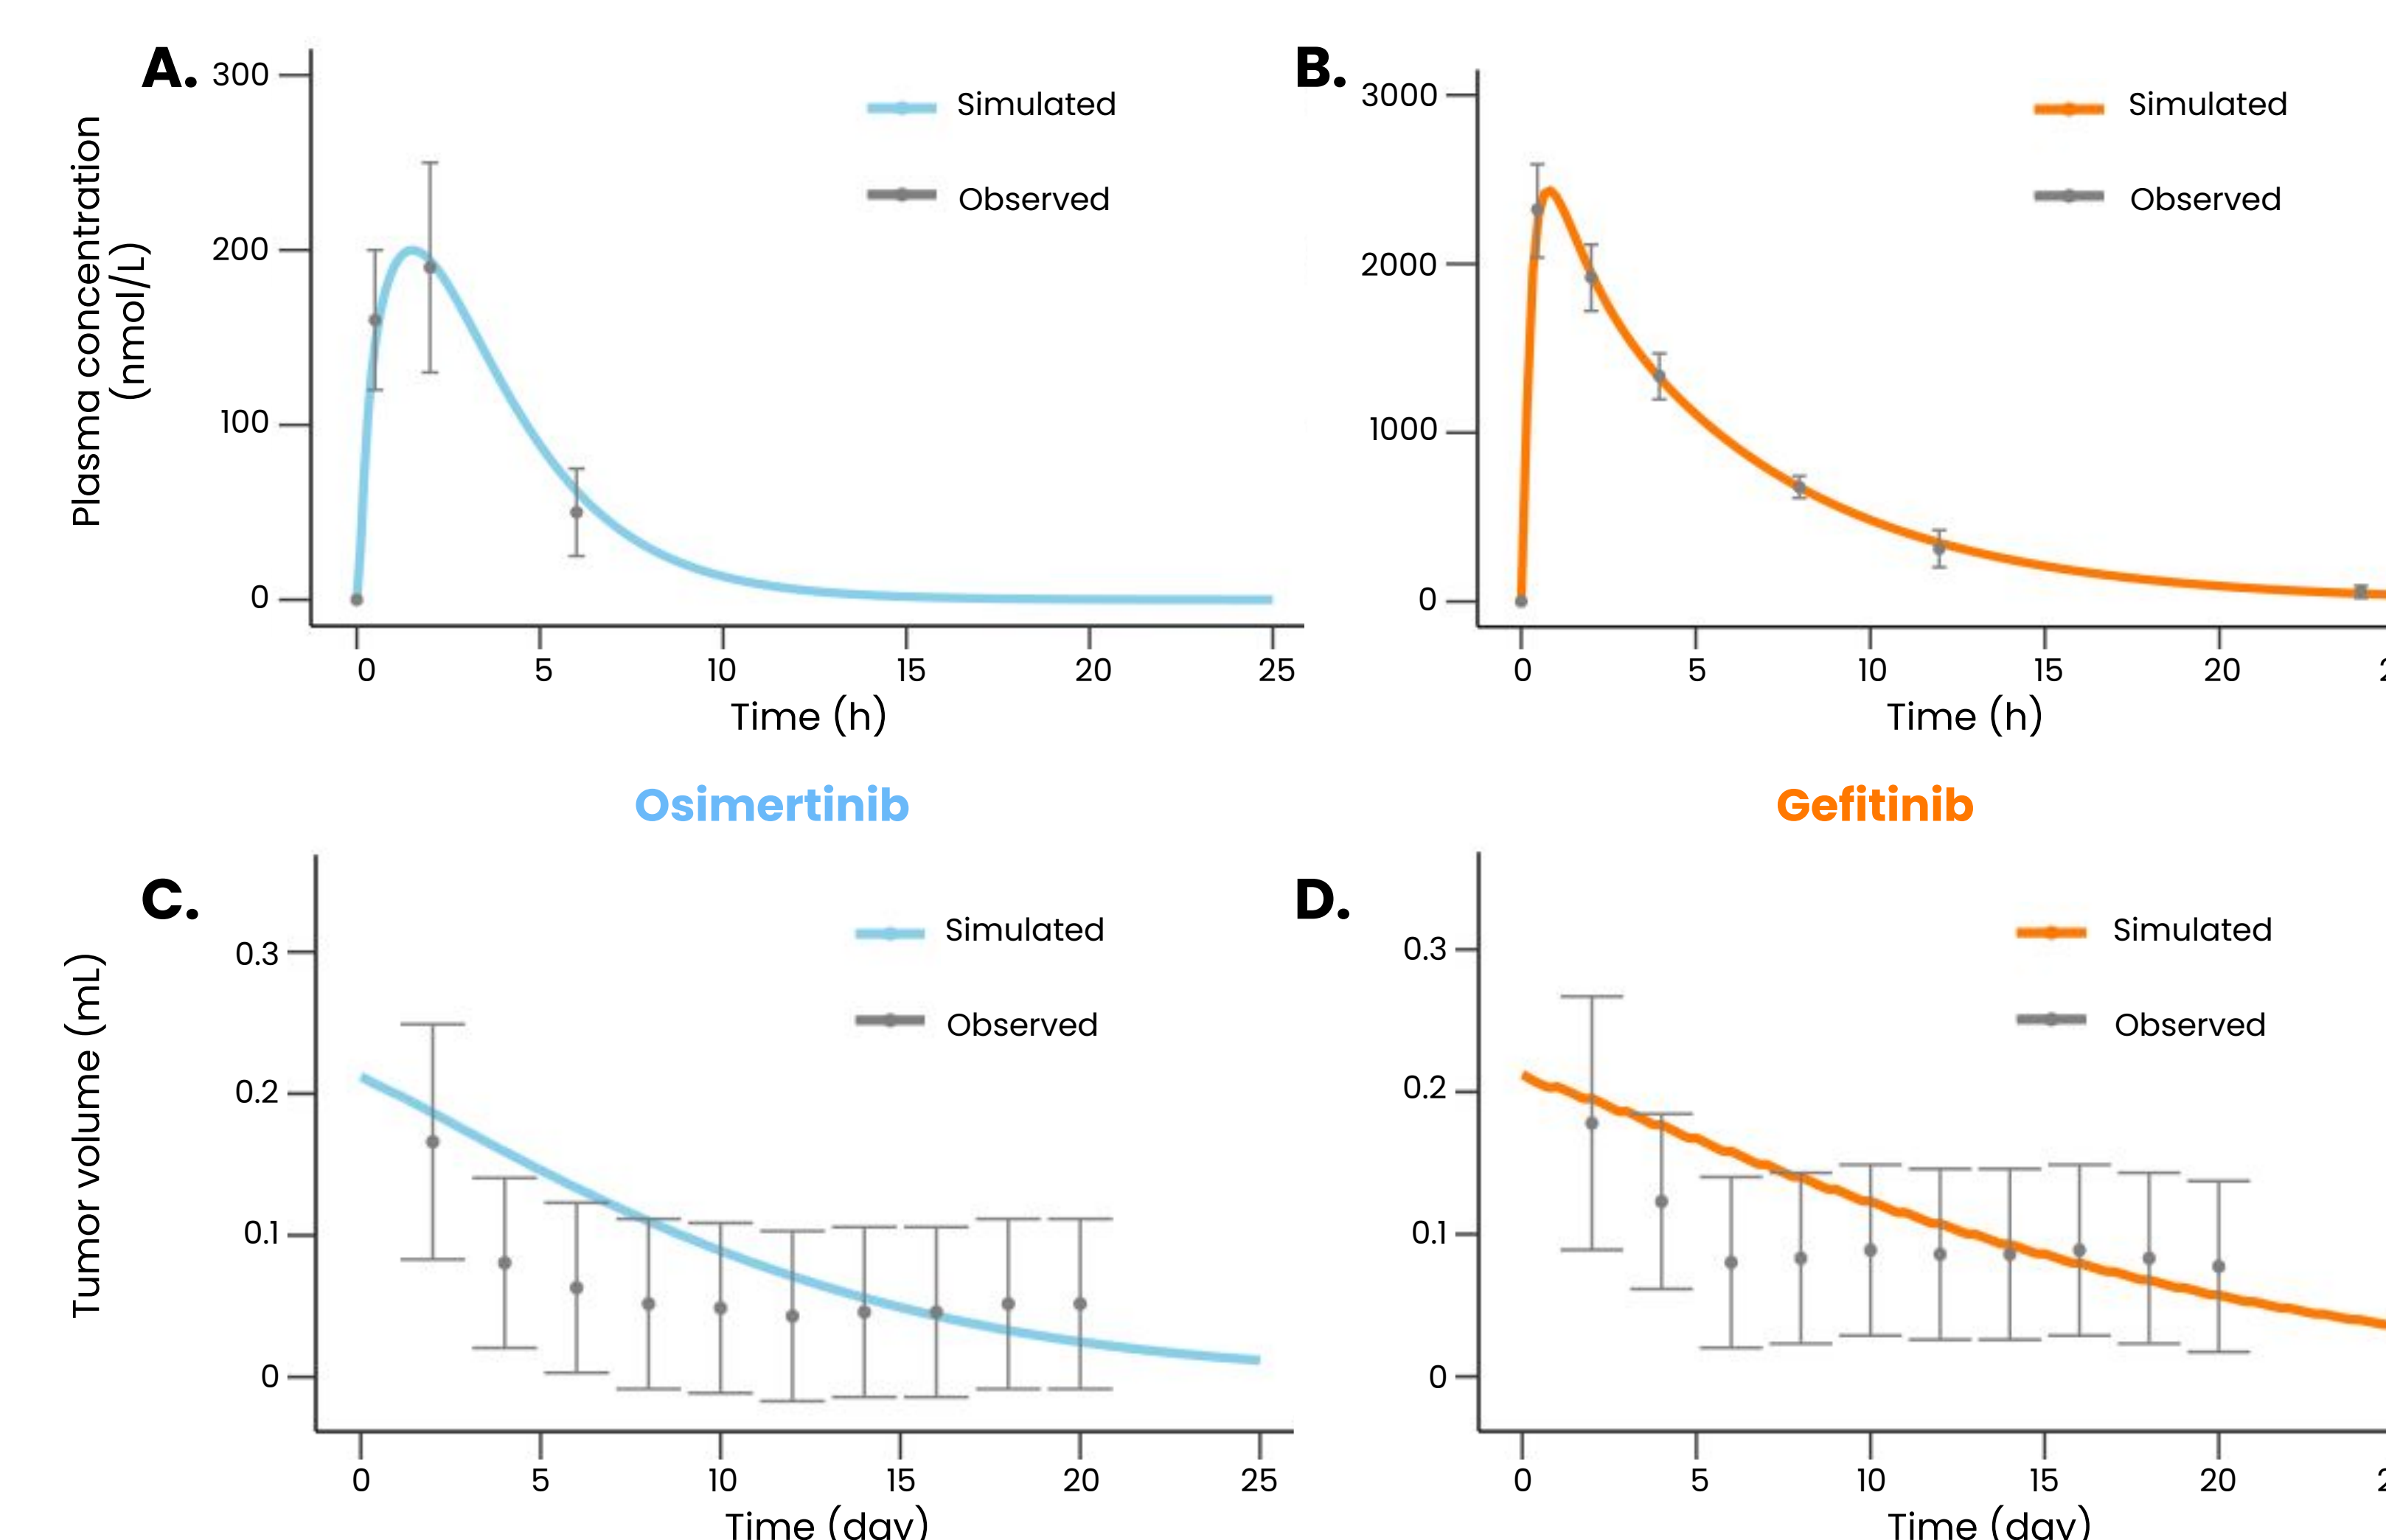 A.
300
200
100
0
Plasma concentration
(nmol/L)
Simulated
Observed
0 5 10 15 20 25
Time (h)
B.
3000
2000
1000
0
Simulated
Observed
0 5 10 15 20
Time (h)
Osimertinib
Gefitinib
C.
0.3
0.2
0.1
0
Tumor volume (mL)
Simulated
Observed
0 5 10 15 20 25
Time (day)
D.
0.3
0.2
0.1
0
Simulated
Observed
0 5 10 15 20
Time (day)